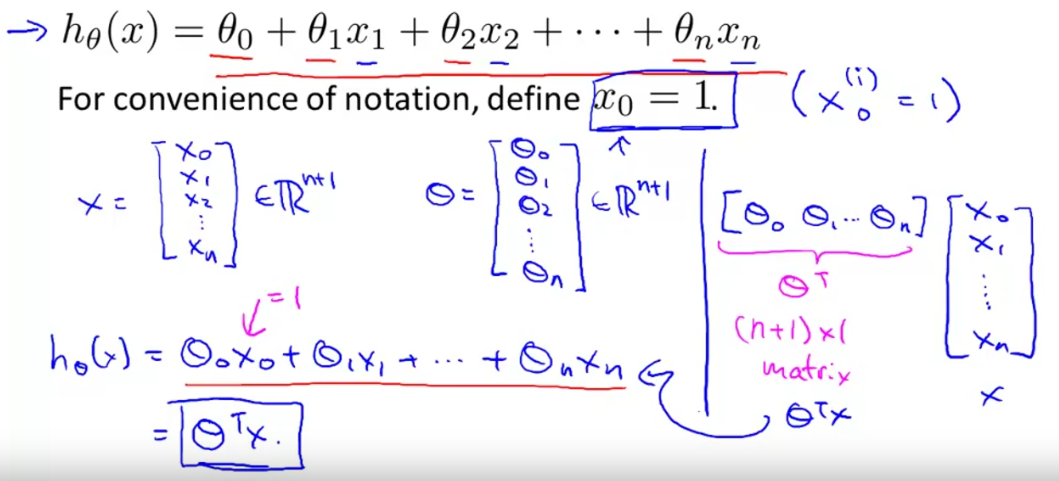 → hθ(x) = θ₀ + θ₁x₁ + θ₂x₂ + ··· + θₙxₙ
For convenience of notation, define x₀ = 1. (x₀⁽ⁱ⁾ = 1)
x = [x₀ x₁ x₂ ⋮ xₙ] ∈ ℝⁿ⁺¹ θ = [θ₀ θ₁ θ₂ ⋮ θₙ] ∈ ℝⁿ⁺¹
[θ₀ θ₁ ··· θₙ] [x₀ x₁ ⋮ xₙ]
θᵀ
(n+1) x 1
matrix
x
θᵀx
= 1
hθ(x) = θ₀x₀ + θ₁x₁ + ··· + θₙxₙ
= θᵀx.